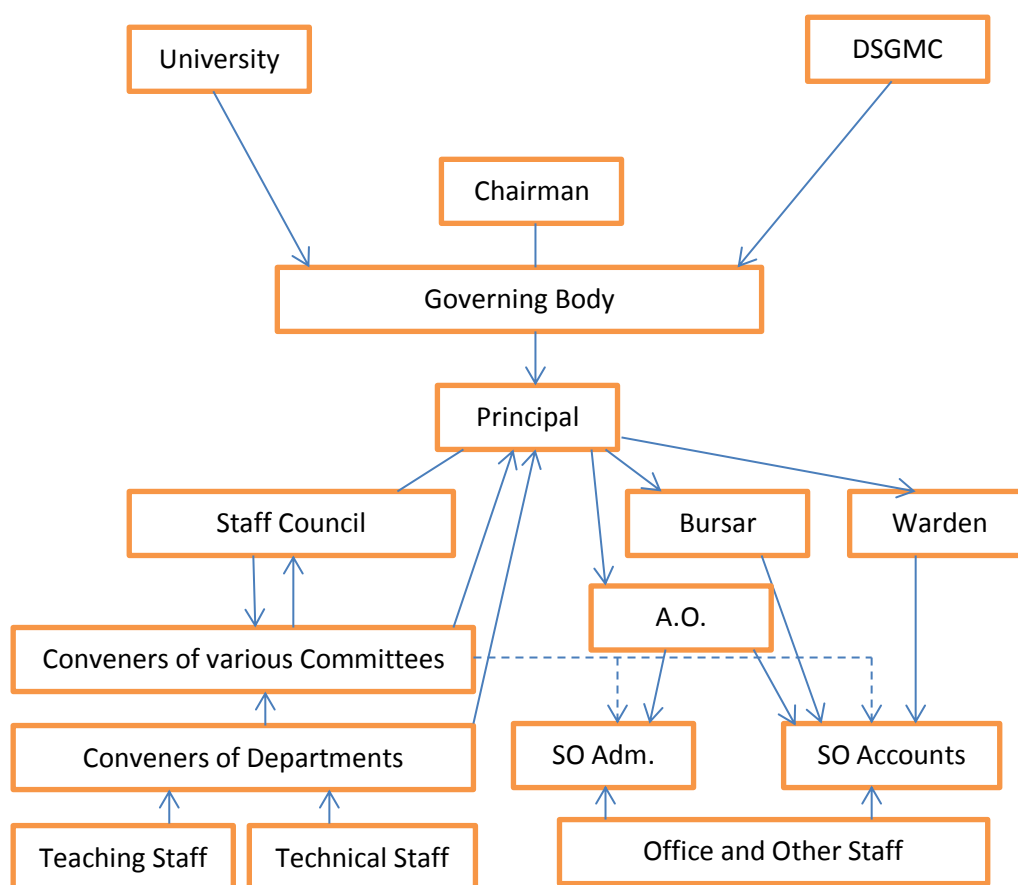 University
DSGMC
Chairman
Governing Body
Principal
Staff Council
Bursar
Warden
A.O.
Conveners of various Committees
Conveners of Departments
SO Adm.
SO Accounts
Teaching Staff
Technical Staff
Office and Other Staff